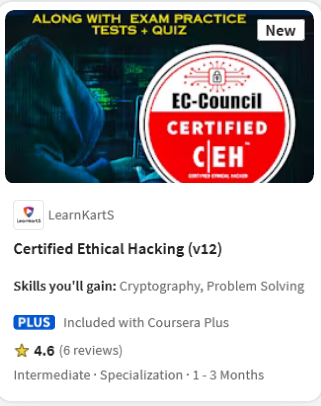 ALONG WITH EXAM PRACTICE
TESTS + QUIZ
New
EC-Council
CERTIFIED
C|EH™
CERTIFIED ETHICAL HACKER
LearnKartS
LearnKartS
Certified Ethical Hacking (v12)
Skills you'll gain: Cryptography, Problem Solving
PLUS Included with Coursera Plus
4.6 (6 reviews)
Intermediate · Specialization · 1 - 3 Months